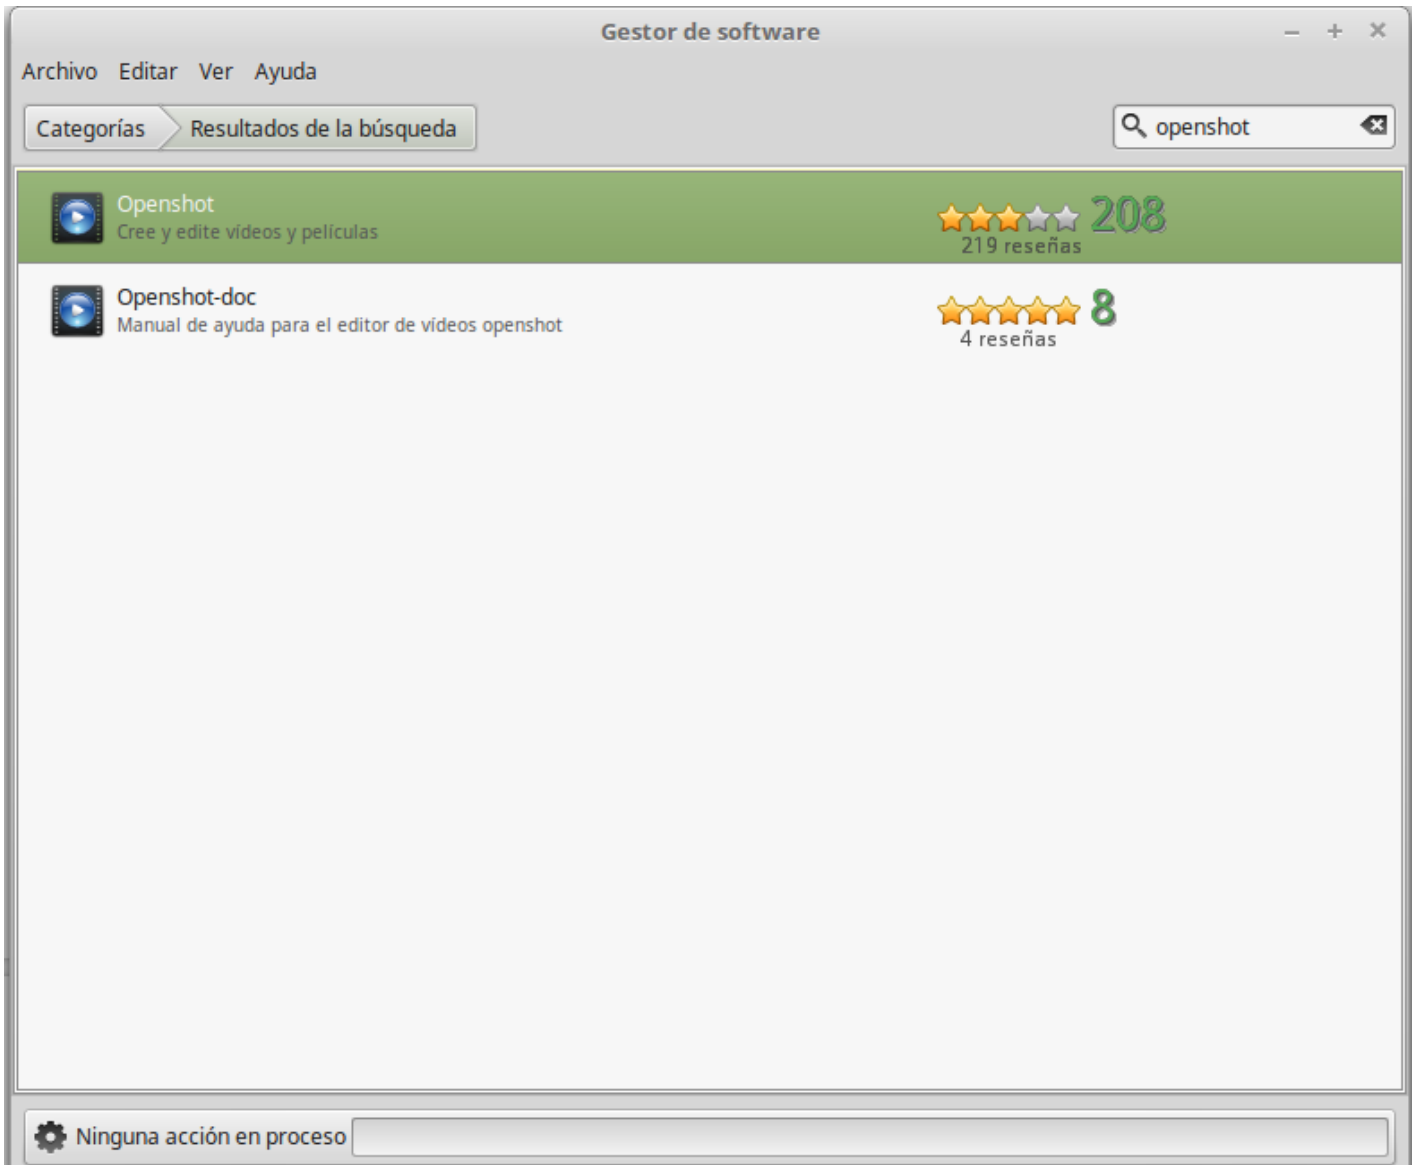 Gestor de software
Archivo Editar Ver Ayuda
Categorías Resultados de la búsqueda openshot
Openshot 208
Cree y edite vídeos y películas 219 reseñas
Openshot-doc 8
Manual de ayuda para el editor de vídeos openshot 4 reseñas
Ninguna acción en proceso